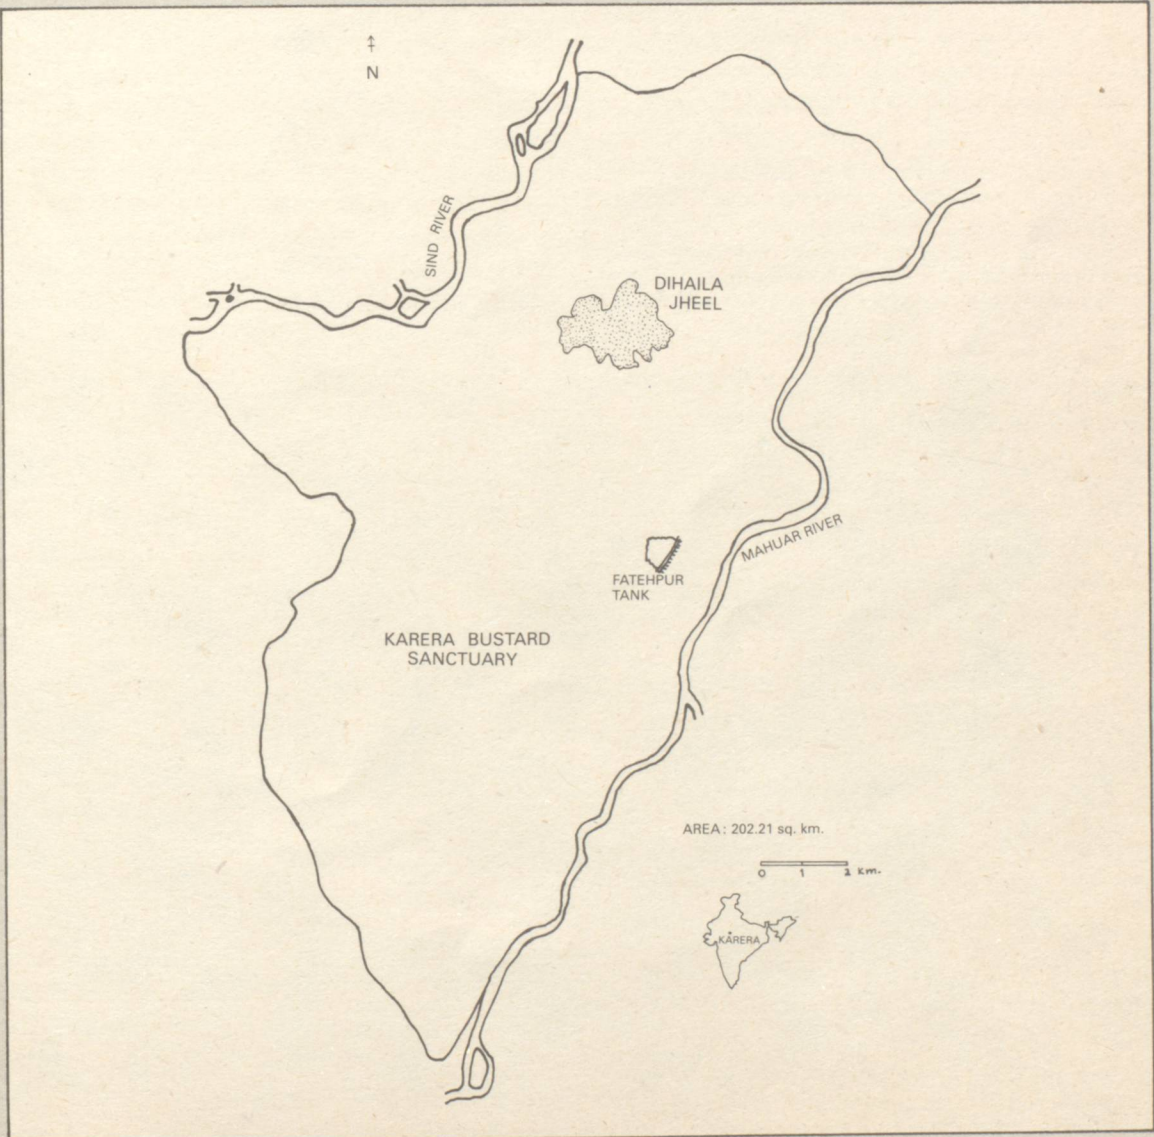 N
SIND RIVER
DIHAILA
JHEEL
MAHUAR RIVER
FATEHPUR
TANK
KARERA BUSTARD
SANCTUARY
AREA: 202.21 sq. km.
0 1 2 km.
KARERA